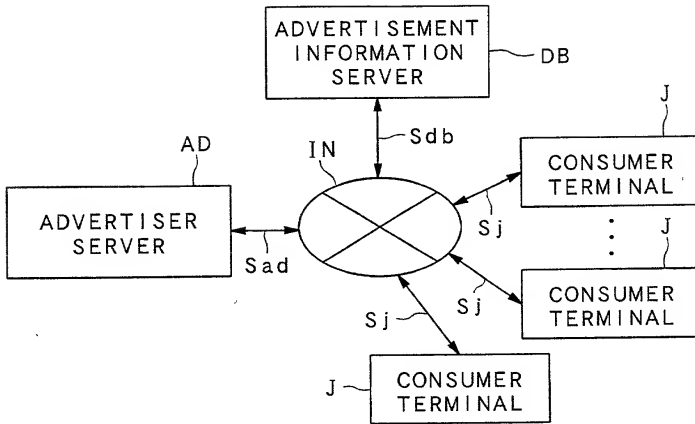 ADVERTISEMENT
INFORMATION
SERVER
DB
Sdb
IN
AD
ADVERTISER
SERVER
Sad
J
CONSUMER
TERMINAL
Sj
J
CONSUMER
TERMINAL
Sj
Sj
J
CONSUMER
TERMINAL